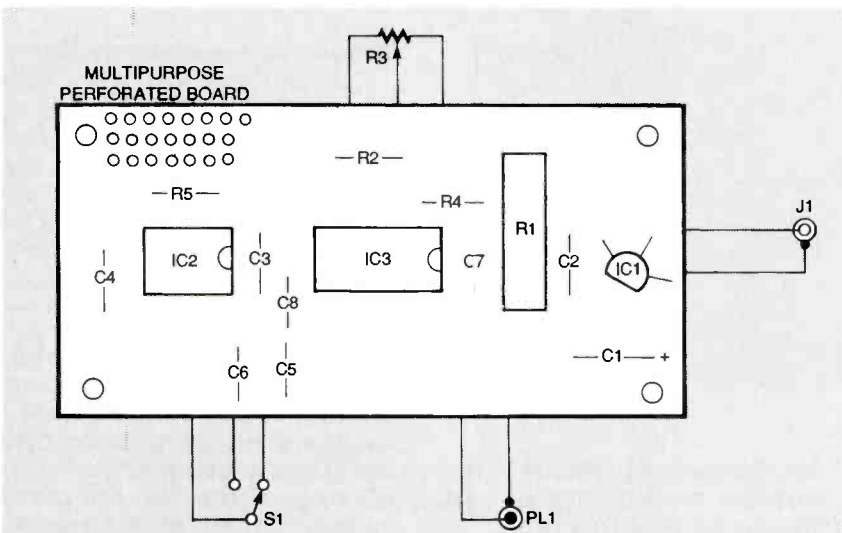 R3
MULTIPURPOSE
PERFORATED BOARD
R2
R5
R4
J1
R1
IC2
C3
IC3
C7
C2
IC1
C4
C8
C1 +
C6
C5
S1
PL1